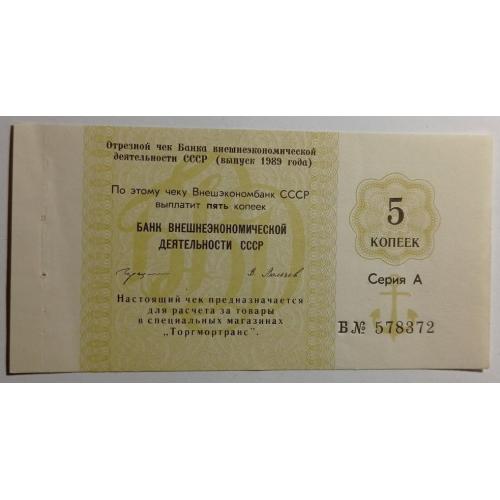 Отрезной чек Банка внешнеэкономической
деятельности СССР (выпуск 1989 года)
По этому чеку Внешэкономбанк СССР
выплатит пять копеек
БАНК ВНЕШНЕЭКОНОМИЧЕСКОЙ
ДЕЯТЕЛЬНОСТИ СССР
Настоящий чек предназначается
для расчета за товары
в специальных магазинах
„Торгмортранс".
5
КОПЕЕК
Серия А
Б № 578372